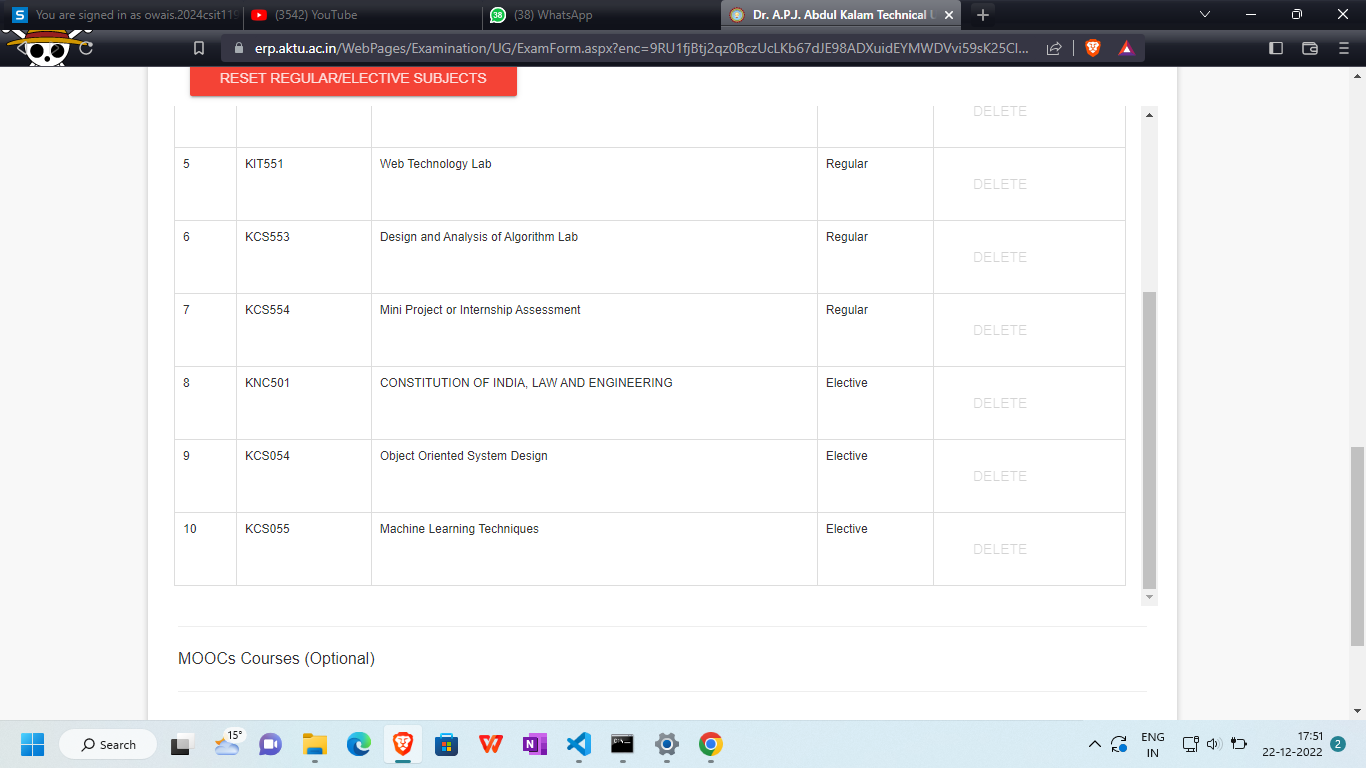 You are signed in as owais.2024csit119
(3542) YouTube
38
(38) WhatsApp
Dr. A.P.J. Abdul Kalam Technical U
erp.aktu.ac.in/WebPages/Examination/UG/ExamForm.aspx?enc=9RU1fjBtj2qz0BczUcLKb67dJE98ADXuidEYMWDVvi59sK25CI...
RESET REGULAR/ELECTIVE SUBJECTS
DELETE
5 KIT551 Web Technology Lab Regular
DELETE
6 KCS553 Design and Analysis of Algorithm Lab Regular
DELETE
7 KCS554 Mini Project or Internship Assessment Regular
DELETE
8 KNC501 CONSTITUTION OF INDIA, LAW AND ENGINEERING Elective
DELETE
9 KCS054 Object Oriented System Design Elective
DELETE
10 KCS055 Machine Learning Techniques Elective
DELETE
MOOCs Courses (Optional)
Search
15°
ENG
IN
17:51
22-12-2022
2